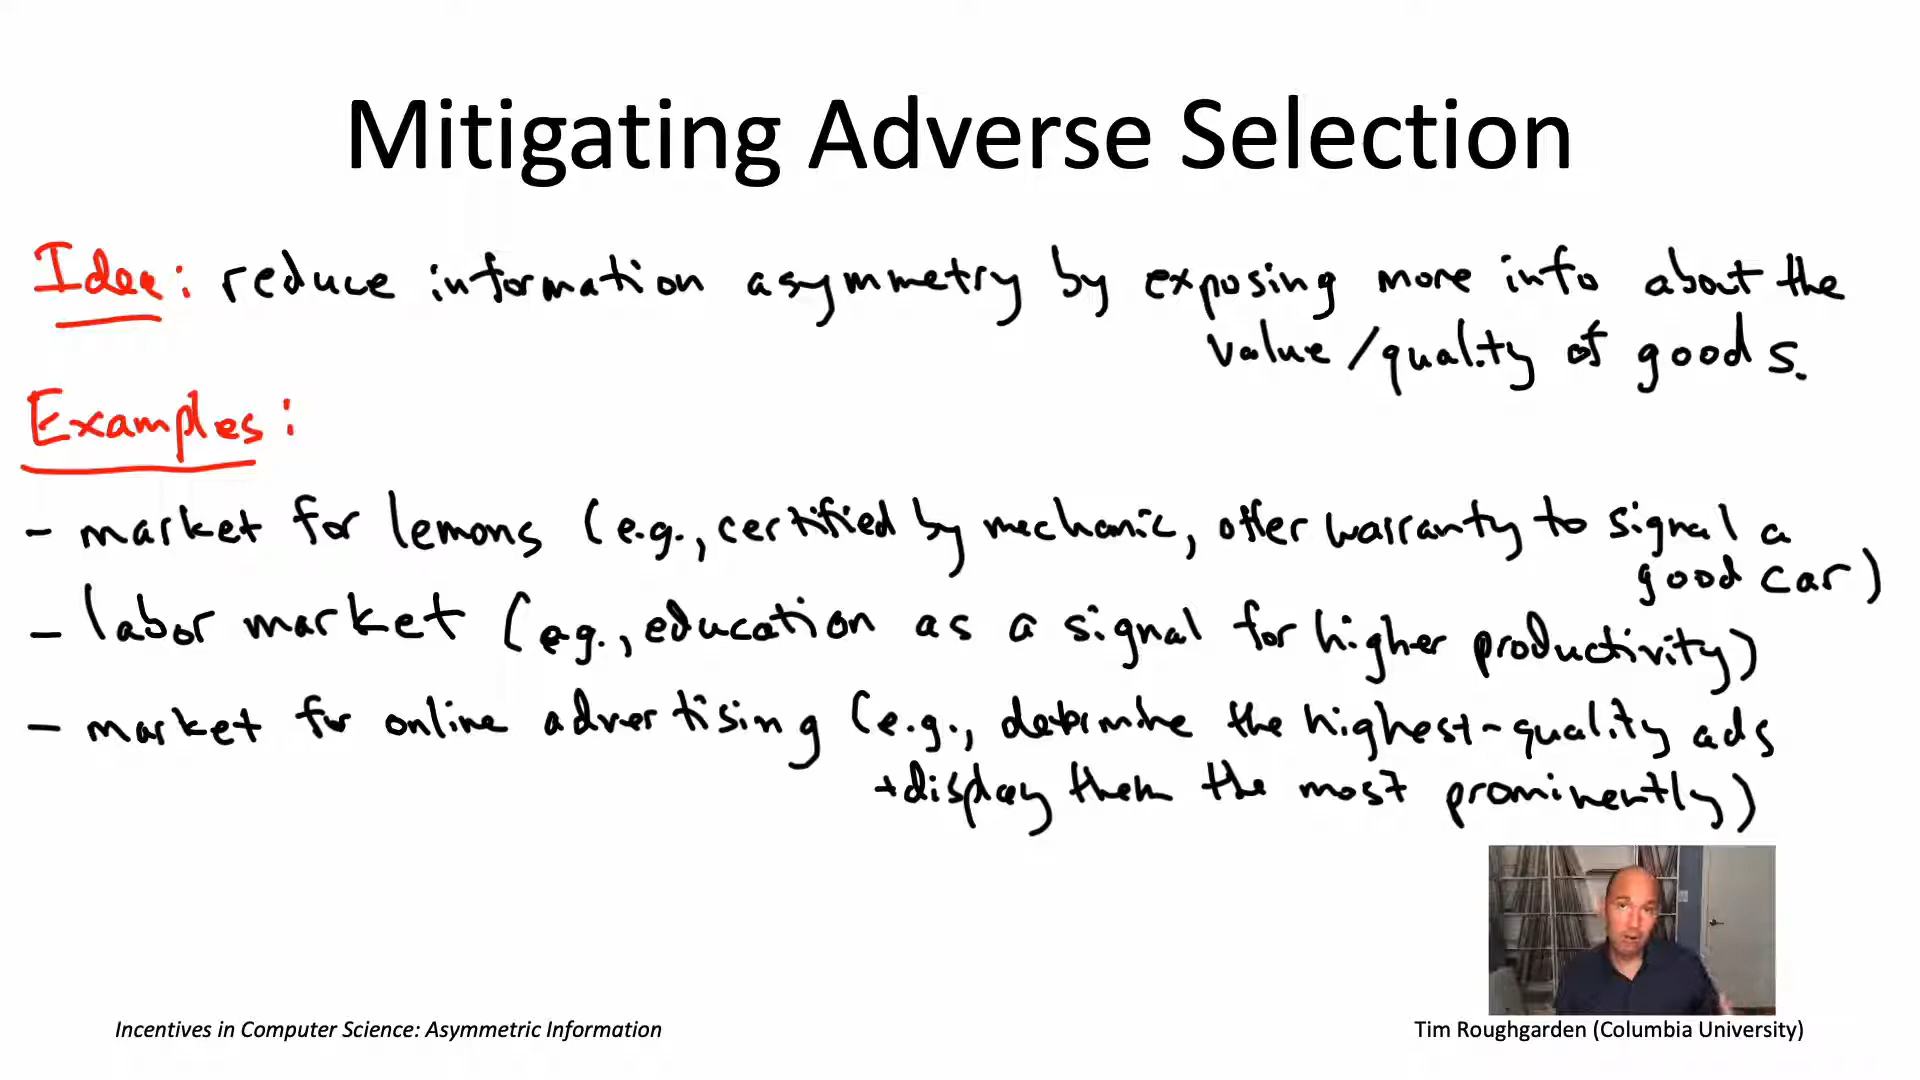 Mitigating Adverse Selection
Idea: reduce information asymmetry by exposing more info about the
value/quality of goods.
Examples:
- market for lemons (e.g., certified by mechanic, offer warranty to signal a
good car)
- labor market (e.g., education as a signal for higher productivity)
- market for online advertising (e.g., determine the highest-quality ads
+ display them the most prominently)
Incentives in Computer Science: Asymmetric Information
Tim Roughgarden (Columbia University)